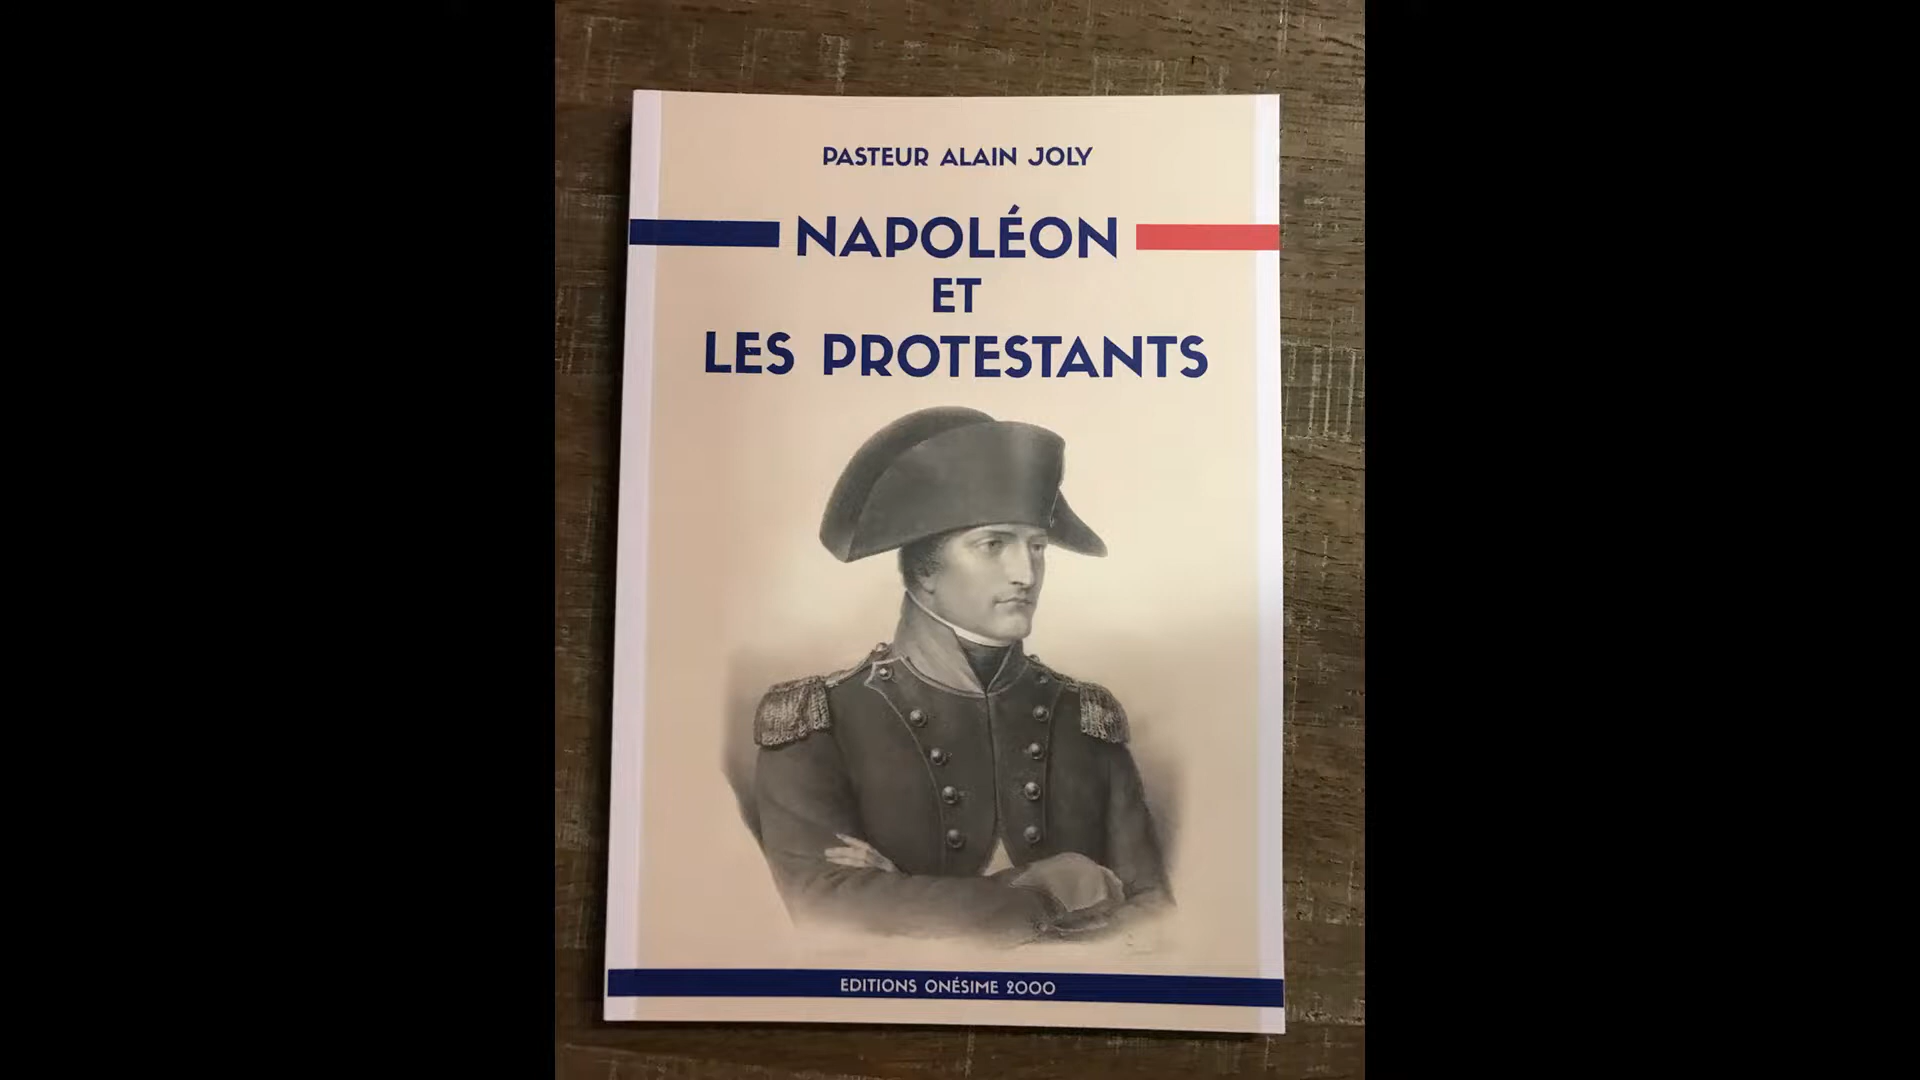 PASTEUR ALAIN JOLY
NAPOLÉON
ET
LES PROTESTANTS
EDITIONS ONÉSIME 2000